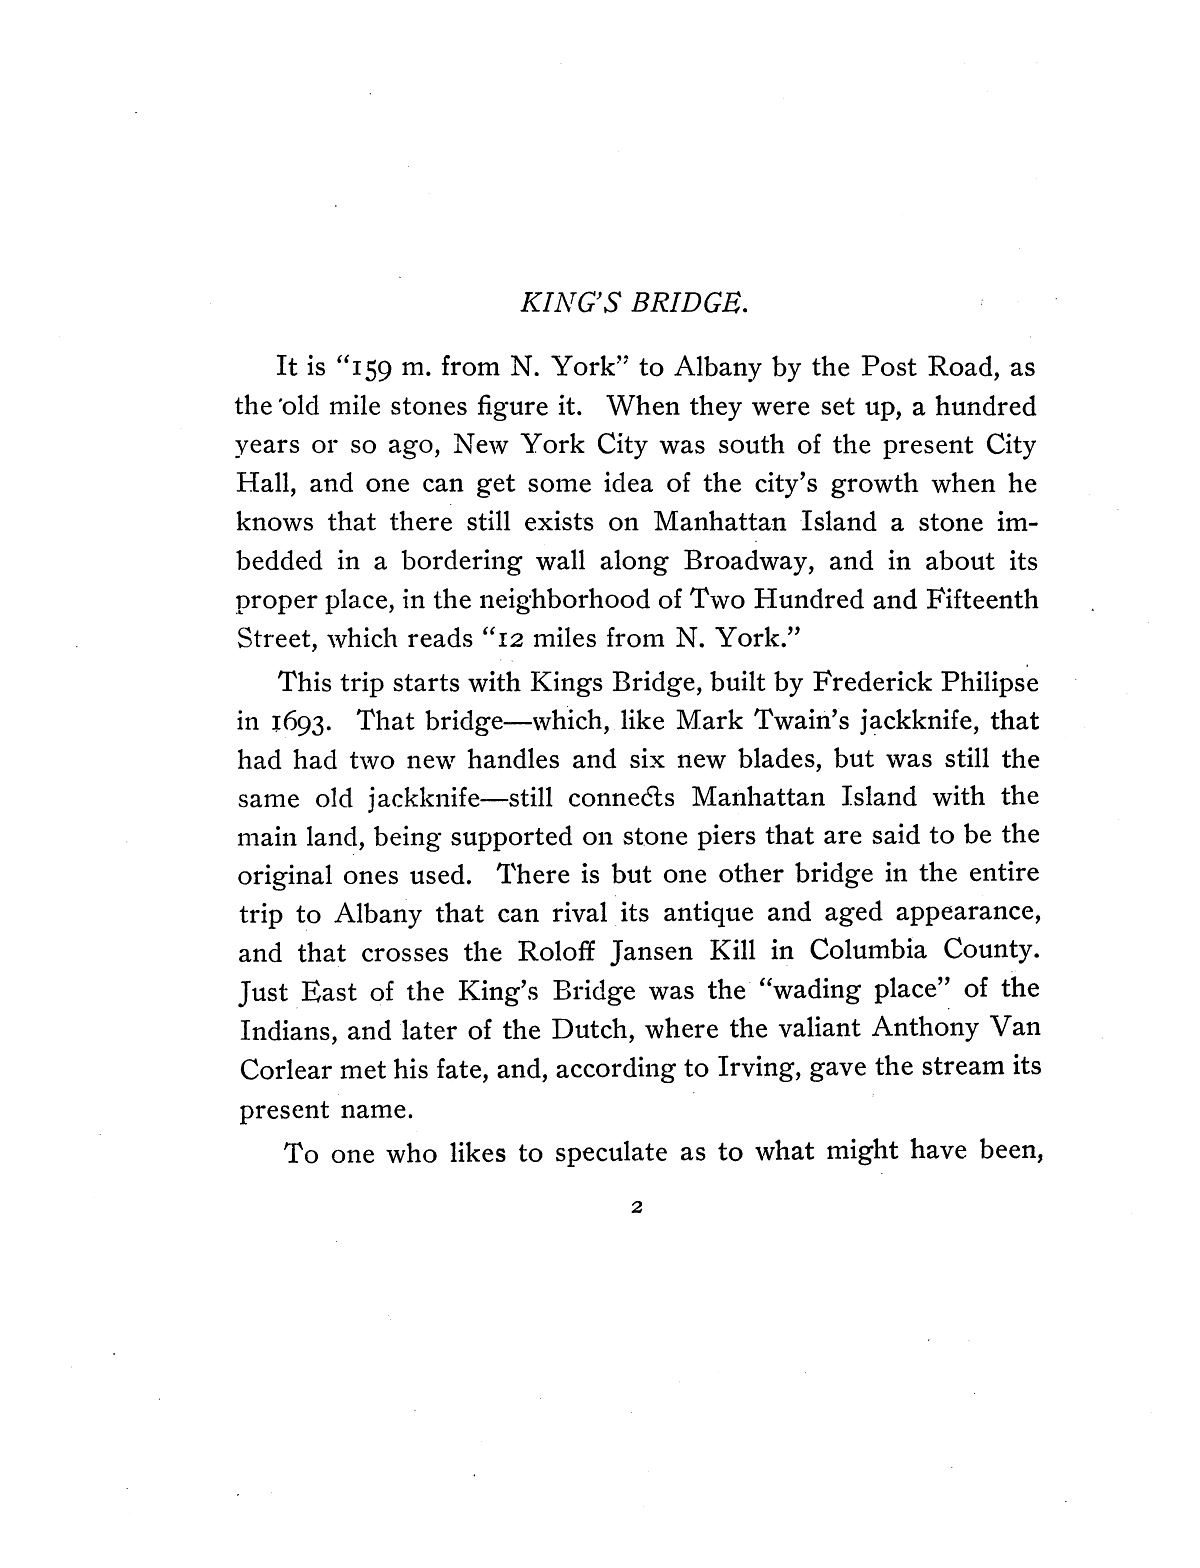 KING'S BRIDGE.
It is “159 m. from N. York” to Albany by the Post Road, as
the old mile stones figure it. When they were set up, a hundred
years or so ago, New York City was south of the present City
Hall, and one can get some idea of the city's growth when he
knows that there still exists on Manhattan Island a stone im-
bedded in a bordering wall along Broadway, and in about its
proper place, in the neighborhood of Two Hundred and Fifteenth
Street, which reads “12 miles from N. York.”
This trip starts with Kings Bridge, built by Frederick Philipse
in 1693. That bridge—which, like Mark Twain's jackknife, that
had had two new handles and six new blades, but was still the
same old jackknife—still connects Manhattan Island with the
main land, being supported on stone piers that are said to be the
original ones used. There is but one other bridge in the entire
trip to Albany that can rival its antique and aged appearance,
and that crosses the Roloff Jansen Kill in Columbia County.
Just East of the King's Bridge was the “wading place” of the
Indians, and later of the Dutch, where the valiant Anthony Van
Corlear met his fate, and, according to Irving, gave the stream its
present name.
To one who likes to speculate as to what might have been,
2